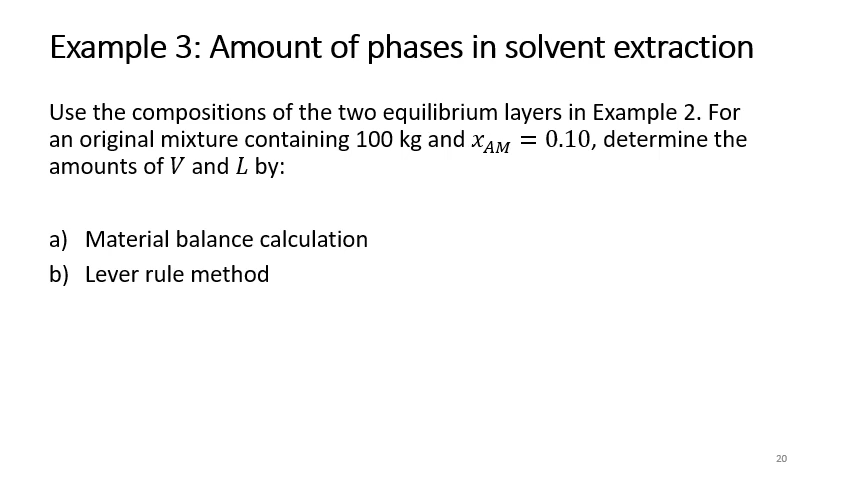 Example 3: Amount of phases in solvent extraction
Use the compositions of the two equilibrium layers in Example 2. For
an original mixture containing 100 kg and 𝑥_{𝐴𝑀} = 0.10, determine the
amounts of 𝑉 and 𝐿 by:
a) Material balance calculation
b) Lever rule method
20